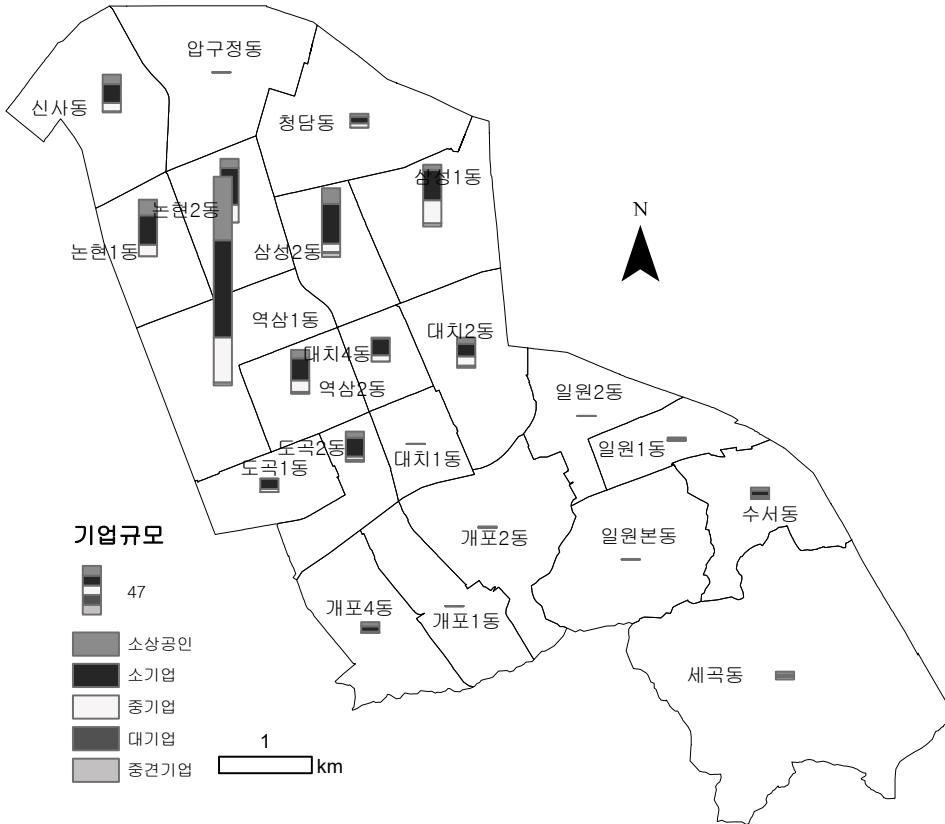 압구정동
신사동
청담동
삼성1동
논현2동
논현1동
삼성2동
N
역삼1동
대치2동
대치4동
역삼2동
일원2동
도곡2동
일원1동
대치1동
도곡1동
수서동
개포2동
일원본동
개포4동
개포1동
세곡동
기업규모
47
소상공인
소기업
중기업
대기업
중견기업
1
km